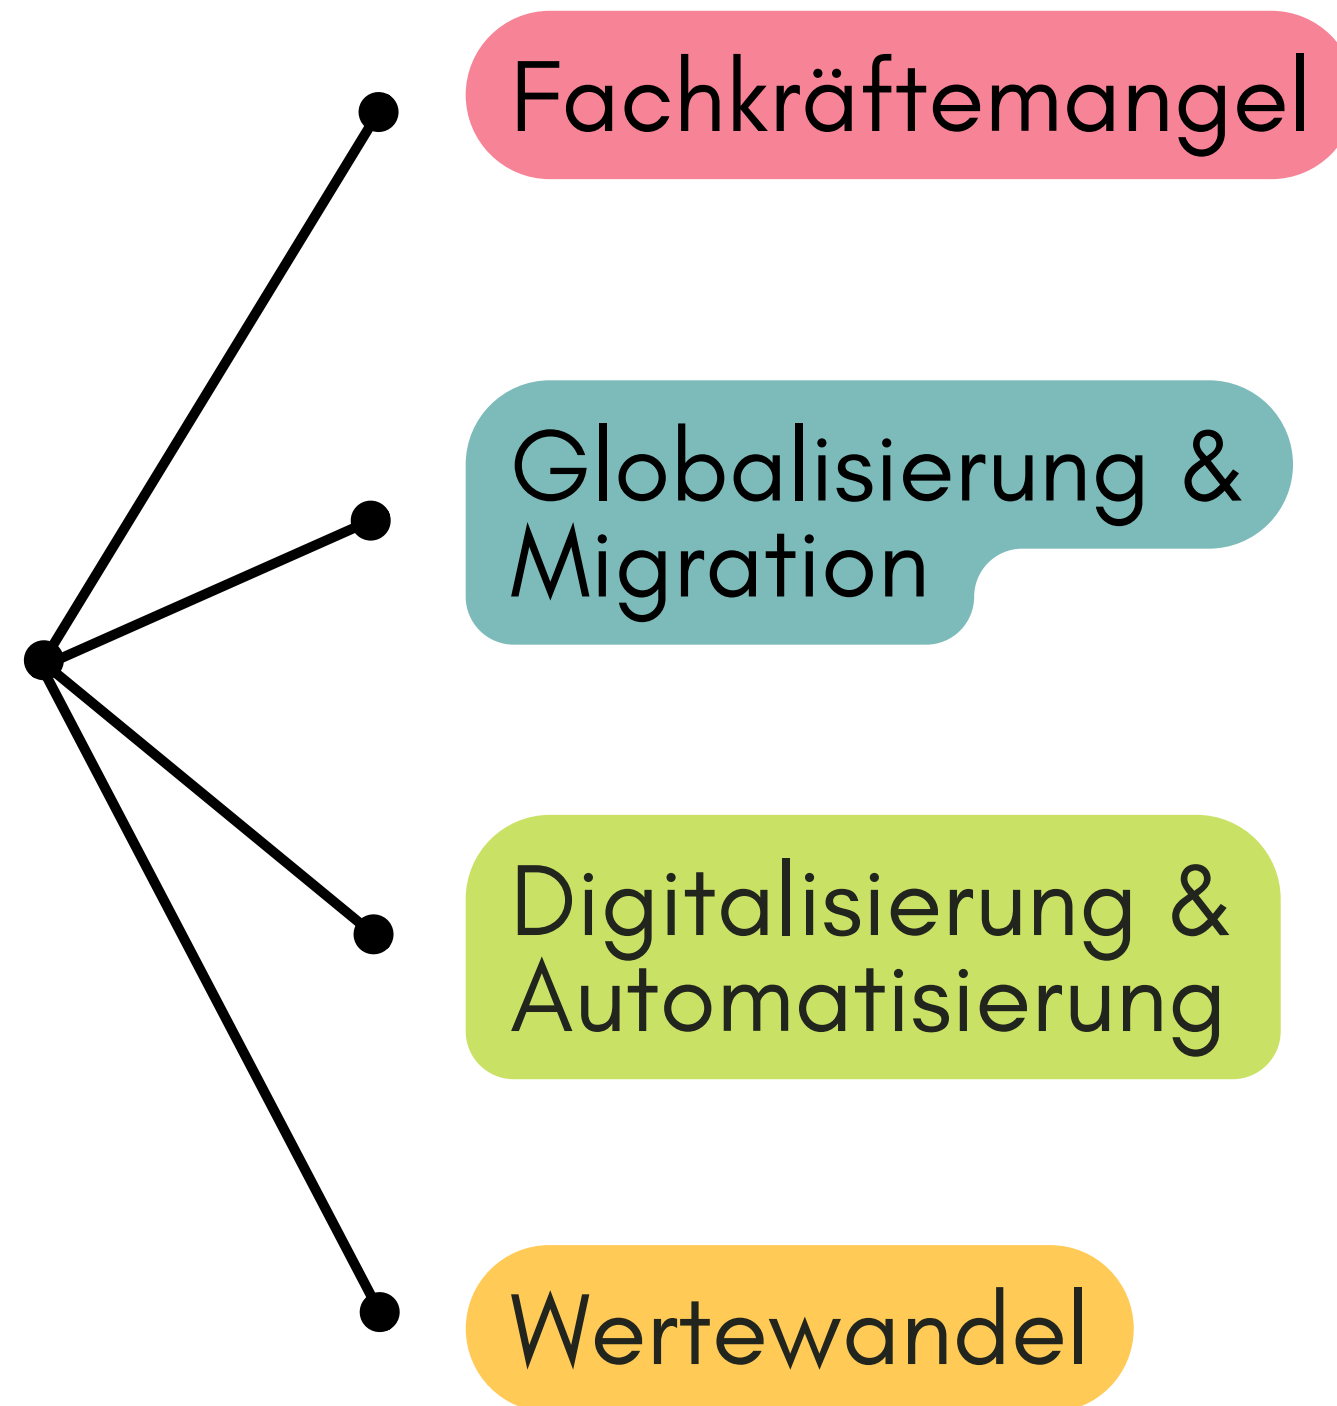 Fachkräftemangel
Globalisierung &
Migration
Digitalisierung &
Automatisierung
Wertewandel